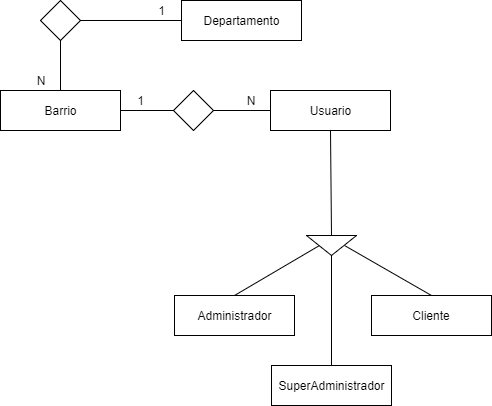 1
Departamento
N
Barrio
1
N
Usuario
Administrador
Cliente
SuperAdministrador